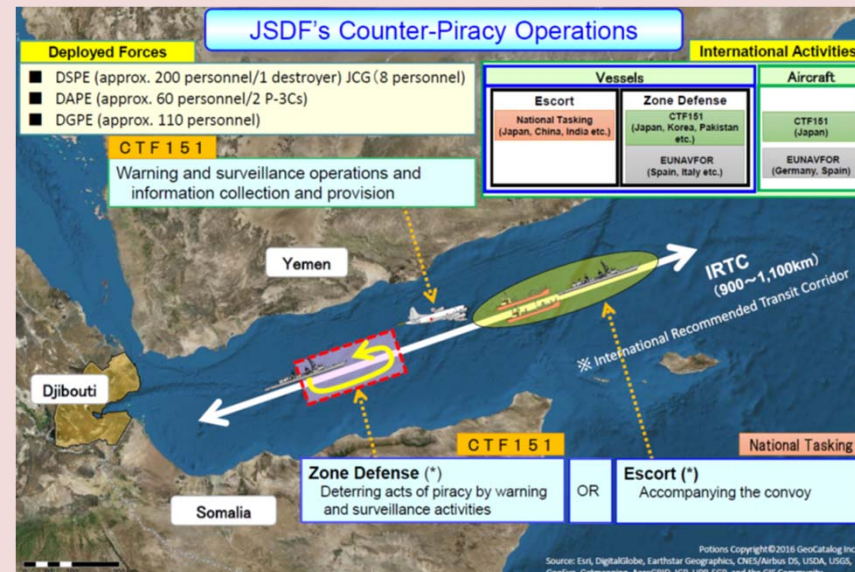 JSDF's Counter-Piracy Operations
Deployed Forces
■ DSPE (approx. 200 personnel/1 destroyer) JCG (8 personnel)
■ DAPE (approx. 60 personnel/2 P-3Cs)
■ DGPE (approx. 110 personnel)
International Activities
Vessels
Escort
National Tasking
(Japan, China, India etc.)
Zone Defense
CTF151
(Japan, Korea, Pakistan
etc.)
EUNAVFOR
(Spain, Italy etc.)
Aircraft
CTF151
(Japan)
EUNAVFOR
(Germany, Spain)
CTF151
Warning and surveillance operations and
information collection and provision
Yemen
IRTC
(900～1,100km)
※ International Recommended Transit Corridor
Djibouti
Somalia
CTF151
Zone Defense (*)
Deterring acts of piracy by warning
and surveillance activities
OR
National Tasking
Escort (*)
Accompanying the convoy
Potions Copyright©2016 GeoCatalog Inc
Source: Esri, DigitalGlobe, Earthstar Geographics, CNES/Airbus DS, USDA, USGS,